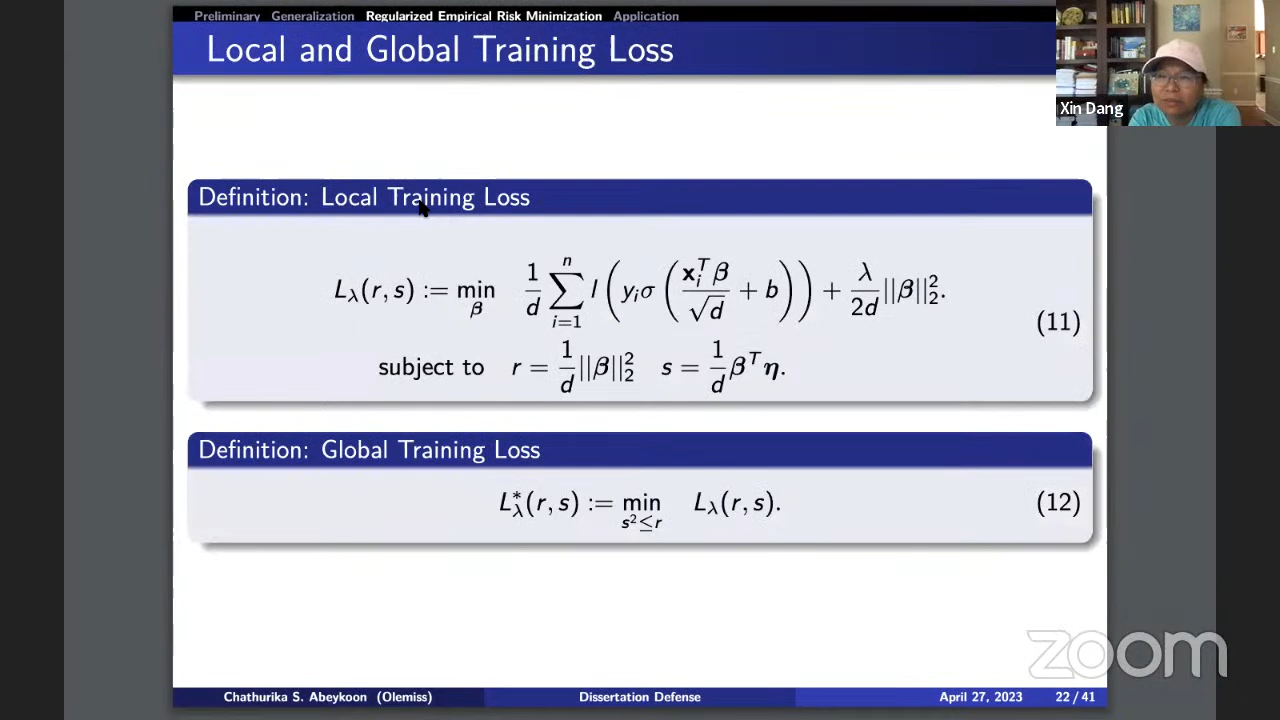 Preliminary Generalization Regularized Empirical Risk Minimization Application
Local and Global Training Loss
Xin Dang
Definition: Local Training Loss
L_λ(r, s) := min_β 1/d ∑_{i=1}^{n} l ( y_i σ ( x_i^T β / √d + b ) ) + λ/2d ||β||_2^2.
(11)
subject to r = 1/d ||β||_2^2 s = 1/d β^T η.
Definition: Global Training Loss
L_λ^*(r, s) := min_{s^2 ≤ r} L_λ(r, s). (12)
zoom
Chathurika S. Abeykoon (Olemiss) Dissertation Defense April 27, 2023 22 / 41